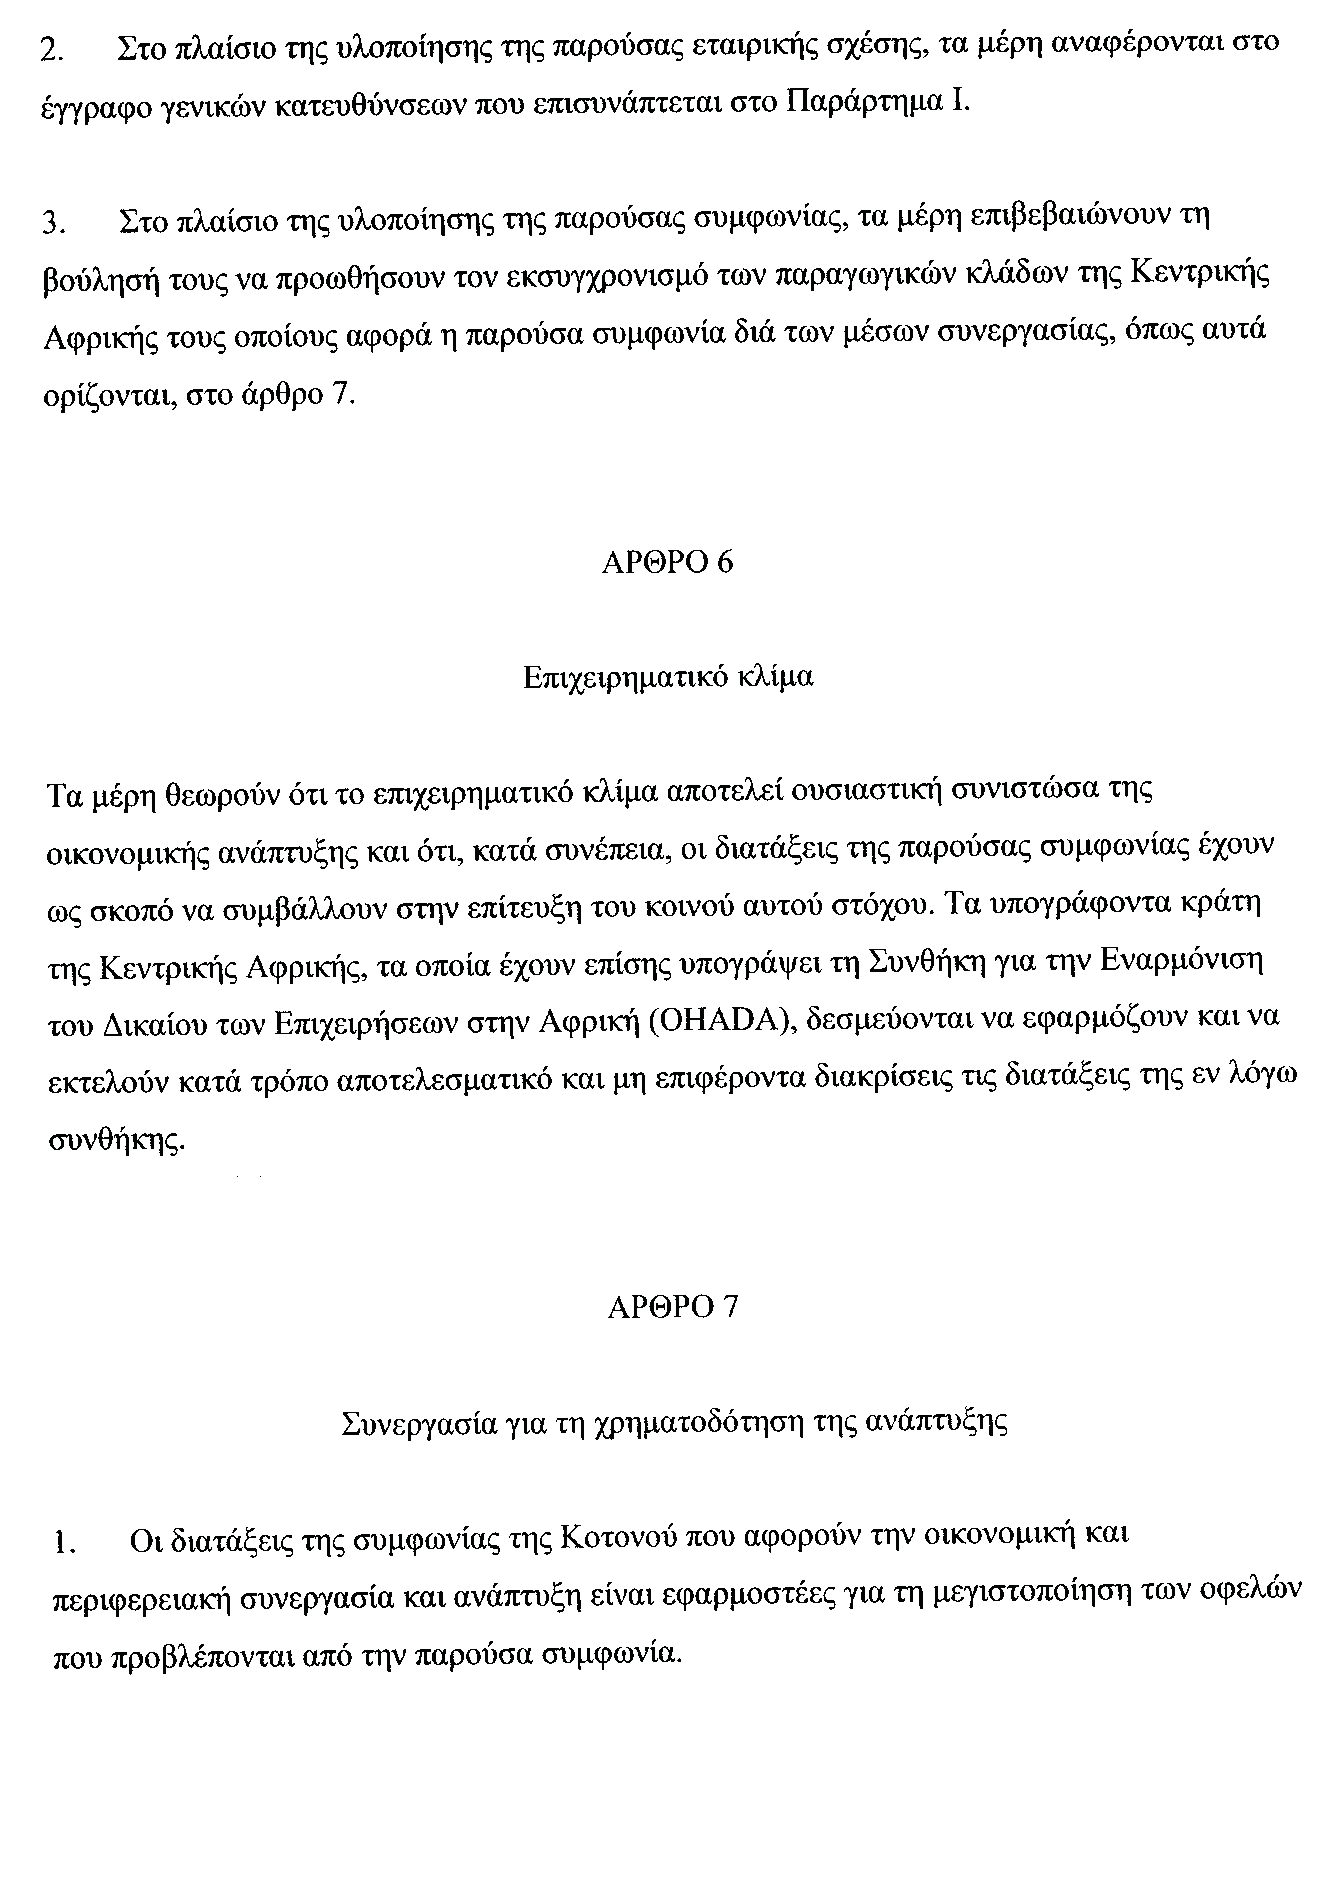 2. Στο πλαίσιο της υλοποίησης της παρούσας εταιρικής σχέσης, τα μέρη αναφέρονται στο
έγγραφο γενικών κατευθύνσεων που επισυνάπτεται στο Παράρτημα Ι.
3. Στο πλαίσιο της υλοποίησης της παρούσας συμφωνίας, τα μέρη επιβεβαιώνουν τη
βούλησή τους να προωθήσουν τον εκσυγχρονισμό των παραγωγικών κλάδων της Κεντρικής
Αφρικής τους οποίους αφορά η παρούσα συμφωνία διά των μέσων συνεργασίας, όπως αυτά
ορίζονται, στο άρθρο 7.
ΑΡΘΡΟ 6
Επιχειρηματικό κλίμα
Τα μέρη θεωρούν ότι το επιχειρηματικό κλίμα αποτελεί ουσιαστική συνιστώσα της
οικονομικής ανάπτυξης και ότι, κατά συνέπεια, οι διατάξεις της παρούσας συμφωνίας έχουν
ως σκοπό να συμβάλλουν στην επίτευξη του κοινού αυτού στόχου. Τα υπογράφοντα κράτη
της Κεντρικής Αφρικής, τα οποία έχουν επίσης υπογράψει τη Συνθήκη για την Εναρμόνιση
του Δικαίου των Επιχειρήσεων στην Αφρική (OHADA), δεσμεύονται να εφαρμόζουν και να
εκτελούν κατά τρόπο αποτελεσματικό και μη επιφέροντα διακρίσεις τις διατάξεις της εν λόγω
συνθήκης.
ΑΡΘΡΟ 7
Συνεργασία για τη χρηματοδότηση της ανάπτυξης
1. Οι διατάξεις της συμφωνίας της Κοτονού που αφορούν την οικονομική και
περιφερειακή συνεργασία και ανάπτυξη είναι εφαρμοστέες για τη μεγιστοποίηση των οφελών
που προβλέπονται από την παρούσα συμφωνία.